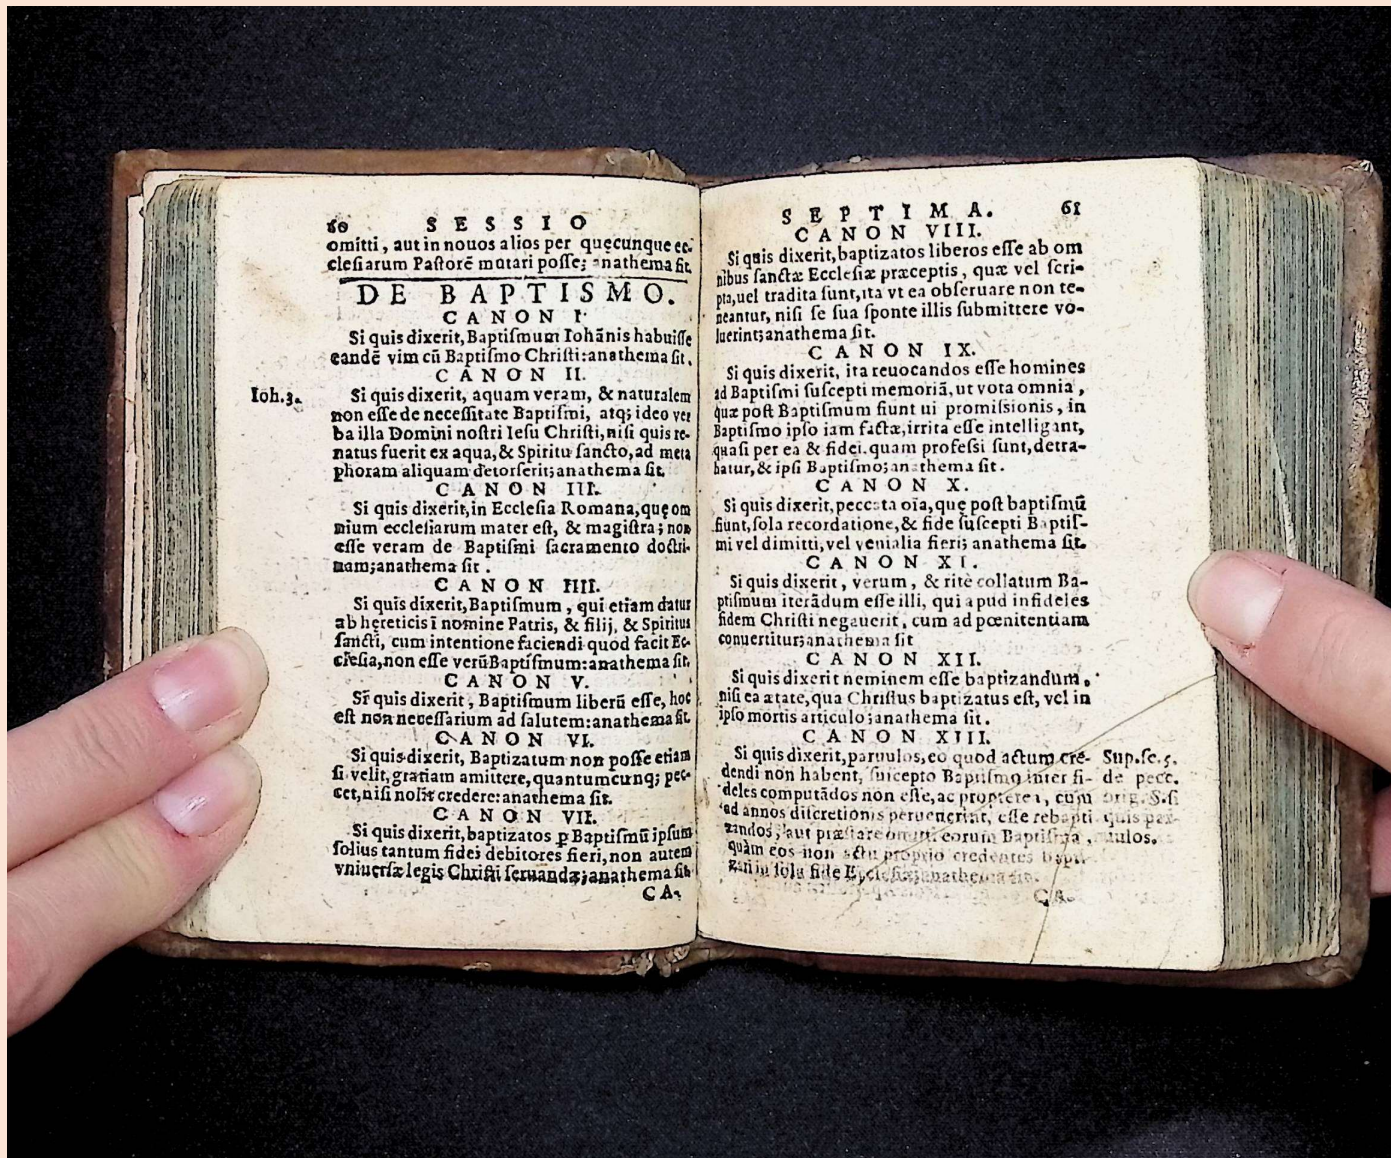 60 SESSIO
omitti, aut in nouos alios per quęcunque ec-
clesiarum Pastorē mutari posse; anathema sit.
DE BAPTISMO.
CANON I.
Si quis dixerit, Baptiſmum Iohānis habuiſſe
eandē vim cū Baptiſmo Chriſti: anathema ſit.
CANON II.
Ioh.3.
Si quis dixerit, aquam veram, & naturalem
non eſſe de neceſſitate Baptiſmi, atq; ideo ver
ba illa Domini noſtri Ieſu Chriſti, niſi quis re-
natus fuerit ex aqua, & Spiritu ſancto, ad meta
phoram aliquam detorſerit; anathema ſit.
CANON III.
Si quis dixerit, in Eccleſia Romana, quę om
nium eccleſiarum mater eſt, & magiſtra; non
eſſe veram de Baptiſmi ſacramento doctri-
nam; anathema ſit.
CANON IIII.
Si quis dixerit, Baptiſmum, qui etiam datur
ab hęreticis ī nomine Patris, & filij, & Spiritus
ſancti, cum intentione faciendi quod facit Ec-
cleſia, non eſſe verū Baptiſmum: anathema ſit.
CANON V.
Si quis dixerit, Baptiſmum liberū eſſe, hoc
eſt non neceſſarium ad ſalutem: anathema ſit.
CANON VI.
Si quis dixerit, Baptizatum non poſſe etiam
ſi velit, gratiam amittere, quantumcunq; pec-
cet, niſi nolit credere: anathema ſit.
CANON VII.
Si quis dixerit, baptizatos ꝑ Baptiſmū ipſum
ſolius tantum fidei debitores fieri, non autem
vniuerſæ legis Chriſti ſeruandæ; anathema ſit
CA-
SEPTIMA. 61
CANON VIII.
Si quis dixerit, baptizatos liberos eſſe ab om
nibus ſanctæ Eccleſiæ præceptis, quæ vel ſcri-
pta, uel tradita ſunt, ita vt ea obſeruare non te-
neantur, niſi ſe ſua ſponte illis ſubmittere vo-
luerint; anathema ſit.
CANON IX.
Si quis dixerit, ita reuocandos eſſe homines
ad Baptiſmi ſuſcepti memoriā, ut vota omnia,
quæ poſt Baptiſmum fiunt ui promiſsionis, in
Baptiſmo ipſo iam factæ, irrita eſſe intelligant,
quaſi per ea & fidei. quam profeſsi ſunt, detra-
hatur, & ipſi Baptiſmo; anathema ſit.
CANON X.
Si quis dixerit, peccata oīa, quę poſt baptiſmū
fiunt, ſola recordatione, & fide ſuſcepti Baptiſ-
mi vel dimitti, vel venialia fieri; anathema ſit.
CANON XI.
Si quis dixerit, verum, & ritè collatum Ba-
ptiſmum iterādum eſſe illi, qui apud infideles
fidem Chriſti negauerit, cum ad pœnitentiam
conuertitur; anathema ſit
CANON XII.
Si quis dixerit neminem eſſe baptizandum,
niſi ea ætate, qua Chriſtus baptizatus eſt, vel in
ipſo mortis articulo; anathema ſit.
CANON XIII.
Si quis dixerit, paruulos, eo quod actum cre-
dendi non habent, ſuſcepto Baptiſmo inter fi-
deles computādos non eſſe, ac propterea, cum
ad annos diſcretionis peruenerint, eſſe rebapti-
zandos; aut præſtare omitti eorum Baptiſma,
quàm eos non actu proprio credentes bapti-
zari in ſola fide Eccleſiæ; anathema ſit.
Sup.ſe.5.
de pecc.
orig. §. ſi
quis par-
uulos.
CA-